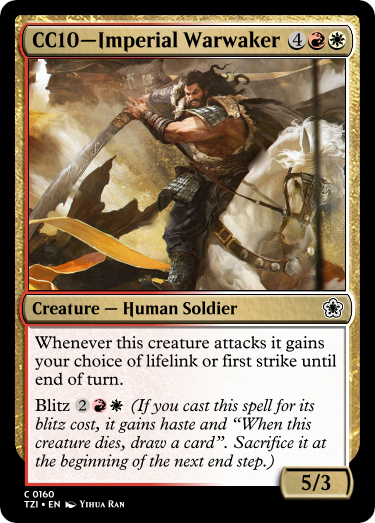 CC10—Imperial Warwaker 4
Creature — Human Soldier
Whenever this creature attacks it gains
your choice of lifelink or first strike until
end of turn.
Blitz 2 (If you cast this spell for its
blitz cost, it gains haste and “When this
creature dies, draw a card”. Sacrifice it at
the beginning of the next end step.)
5/3
C 0160
TZI • EN Yihua Ran